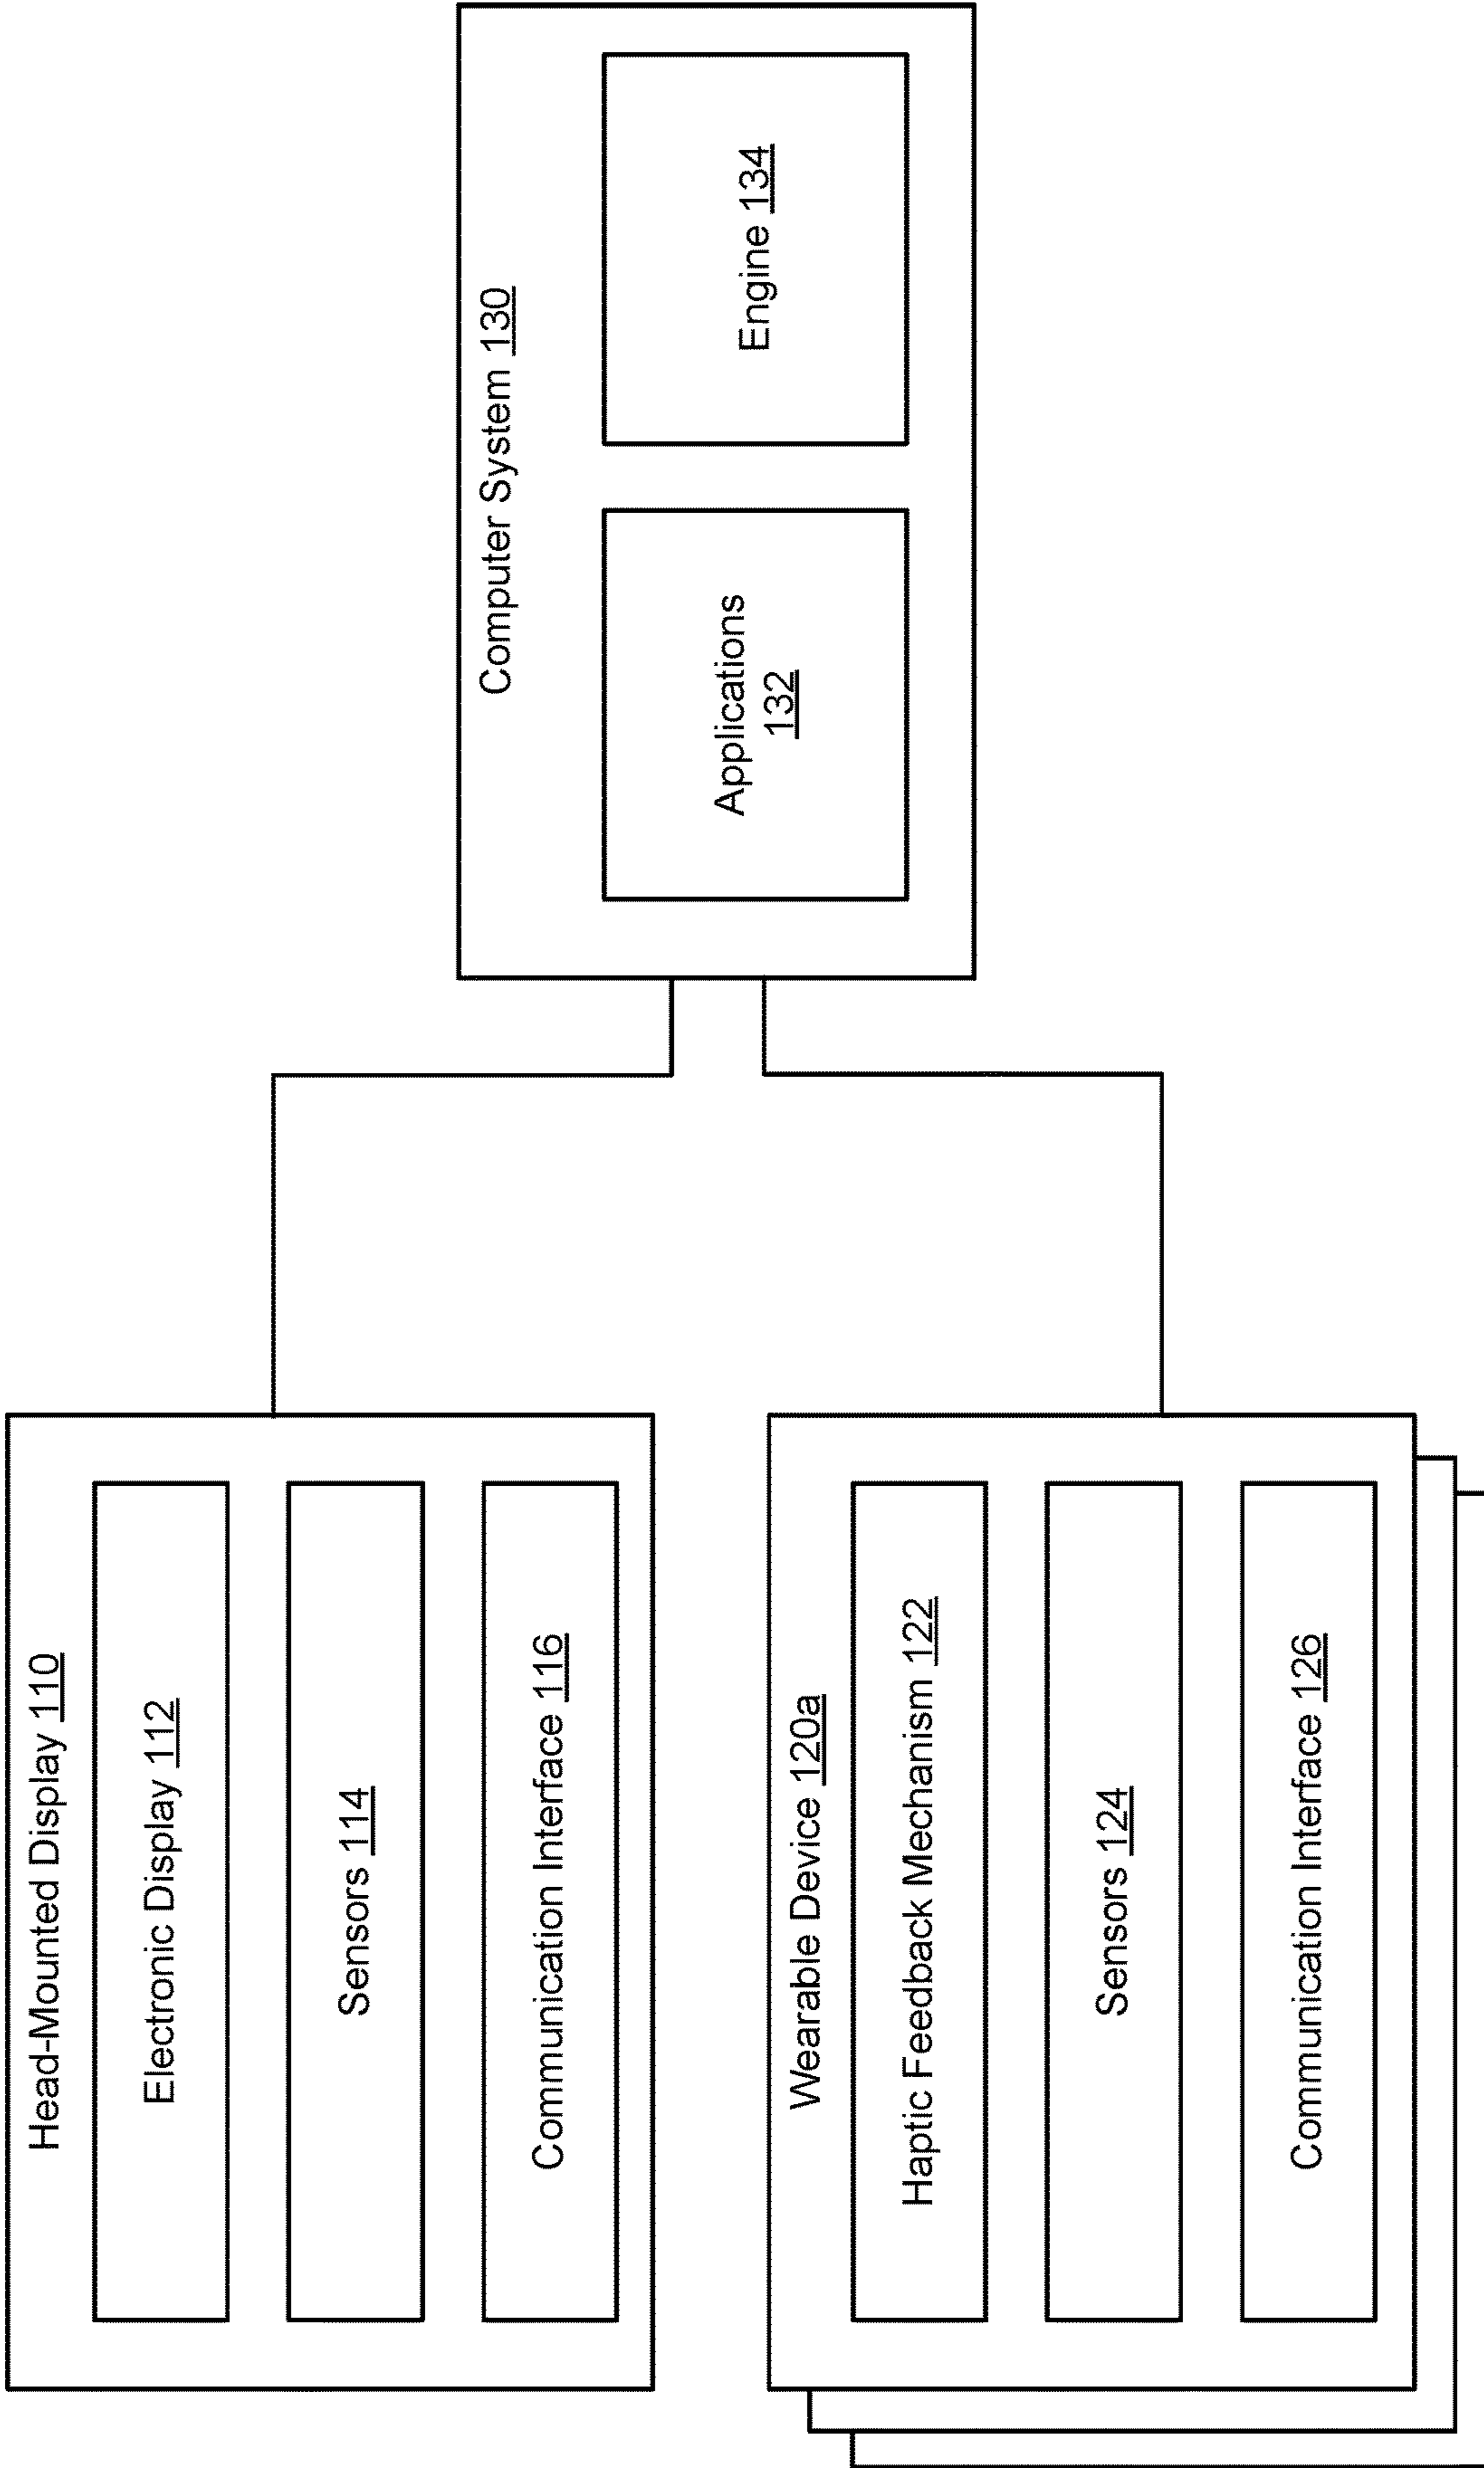 Head-Mounted Display 110
Electronic Display 112
Sensors 114
Communication Interface 116
Wearable Device 120a
Haptic Feedback Mechanism 122
Sensors 124
Communication Interface 126
Computer System 130
Applications
132
Engine 134